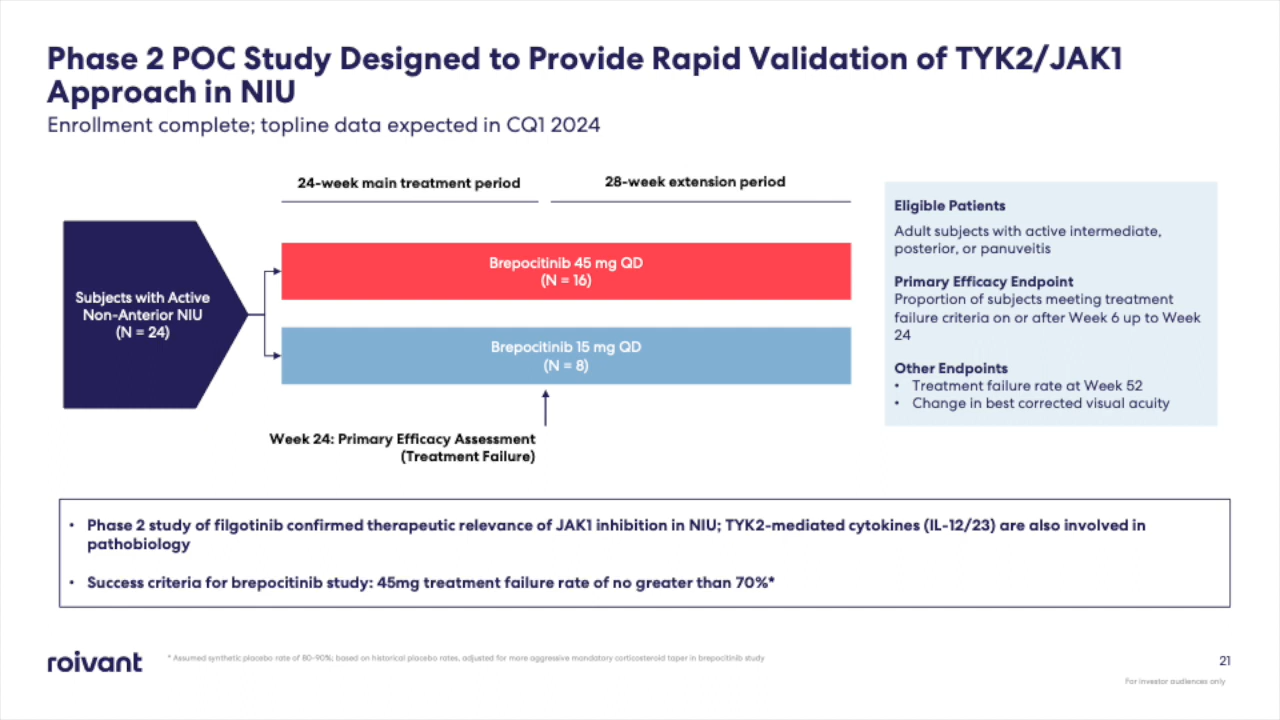 Phase 2 POC Study Designed to Provide Rapid Validation of TYK2/JAK1
Approach in NIU
Enrollment complete; topline data expected in CQ1 2024
24-week main treatment period
28-week extension period
Subjects with Active
Non-Anterior NIU
(N = 24)
Brepocitinib 45 mg QD
(N = 16)
Brepocitinib 15 mg QD
(N = 8)
Week 24: Primary Efficacy Assessment
(Treatment Failure)
Eligible Patients
Adult subjects with active intermediate,
posterior, or panuveitis
Primary Efficacy Endpoint
Proportion of subjects meeting treatment
failure criteria on or after Week 6 up to Week
24
Other Endpoints
• Treatment failure rate at Week 52
• Change in best corrected visual acuity
• Phase 2 study of filgotinib confirmed therapeutic relevance of JAK1 inhibition in NIU; TYK2-mediated cytokines (IL-12/23) are also involved in
pathobiology
• Success criteria for brepocitinib study: 45mg treatment failure rate of no greater than 70%*
roivant
* Assumed synthetic placebo rate of 80-90%; based on historical placebo rates, adjusted for more aggressive mandatory corticosteroid taper in brepocitinib study
21
For investor audiences only